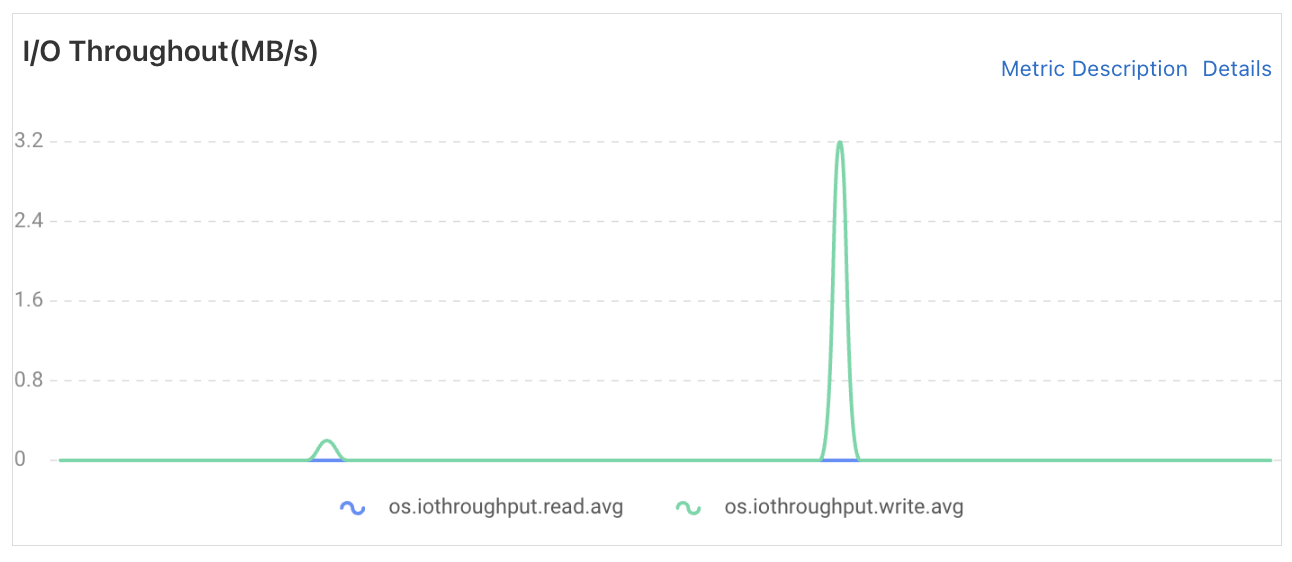 I/O Throughout(MB/s)
Metric Description Details
3.2
2.4
1.6
0.8
0
os.iothroughput.read.avg os.iothroughput.write.avg